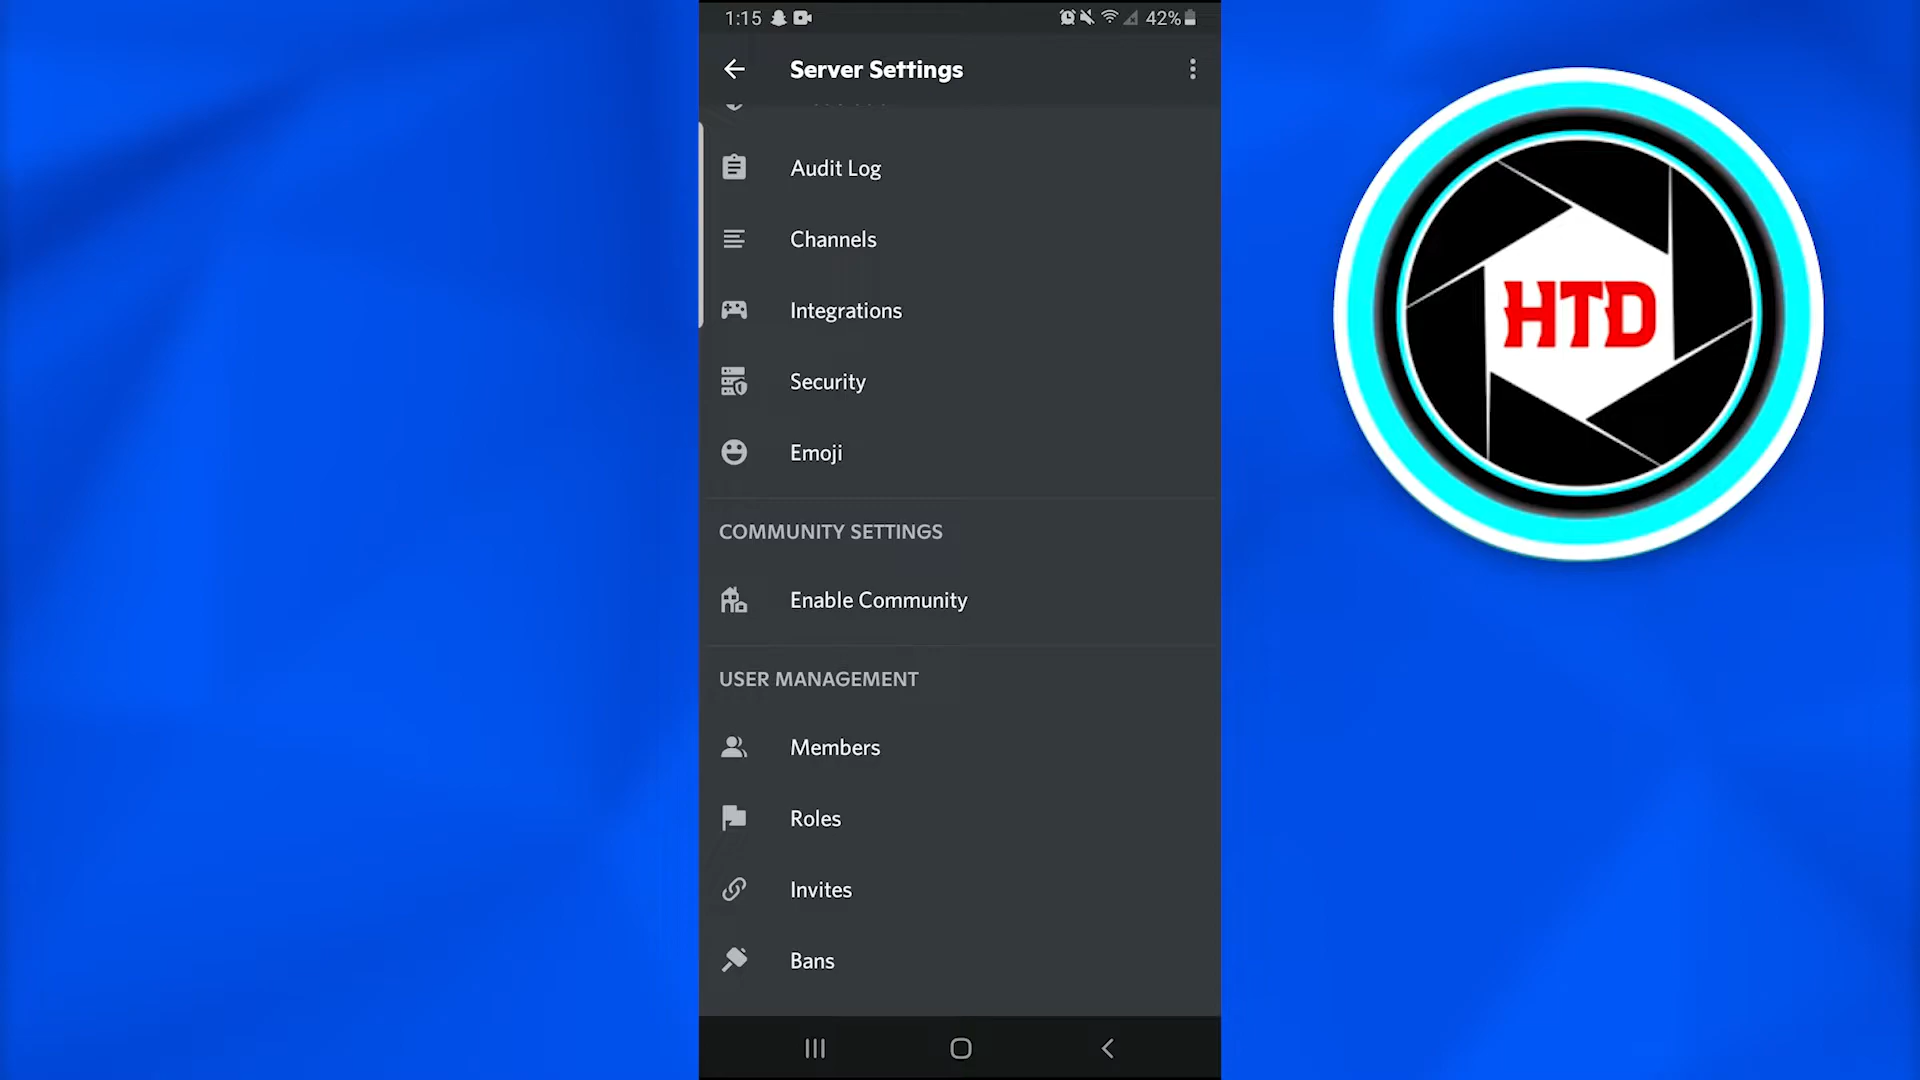 1:15 42%
Server Settings
Audit Log
Channels
Integrations
Security
Emoji
COMMUNITY SETTINGS
Enable Community
USER MANAGEMENT
Members
Roles
Invites
Bans
HTD